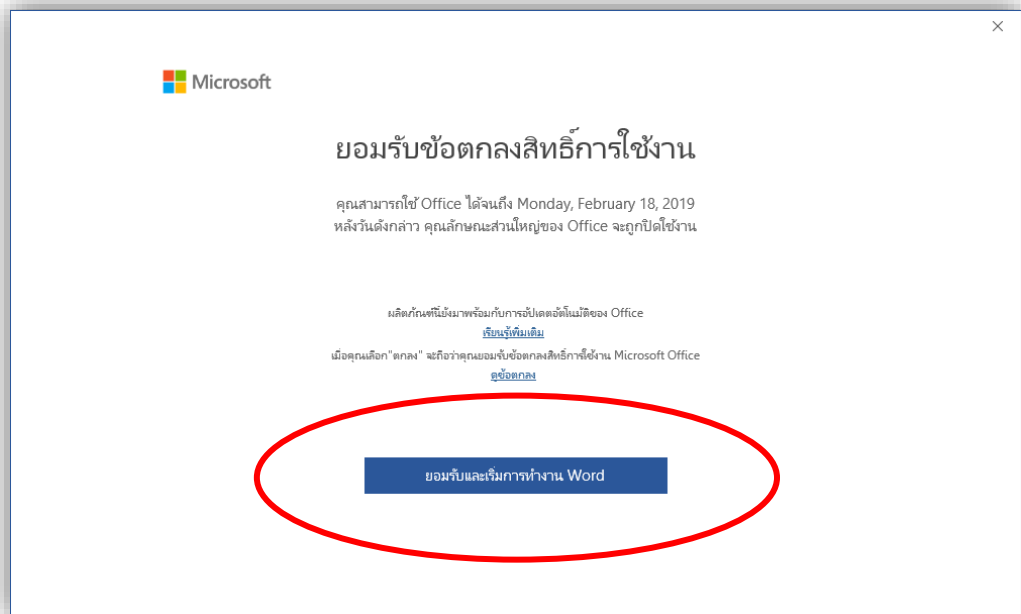 Microsoft
ยอมรับข้อตกลงสิทธิ์การใช้งาน
คุณสามารถใช้ Office ได้จนถึง Monday, February 18, 2019
หลังวันดังกล่าว คุณลักษณะส่วนใหญ่ของ Office จะถูกปิดใช้งาน
ผลิตภัณฑ์นี้ยังมาพร้อมกับการอัปเดตอัตโนมัติของ Office
เรียนรู้เพิ่มเติม
เมื่อคุณเลือก"ตกลง" จะถือว่าคุณยอมรับข้อตกลงสิทธิ์การใช้งาน Microsoft Office
ดูข้อตกลง
ยอมรับและเริ่มการทำงาน Word